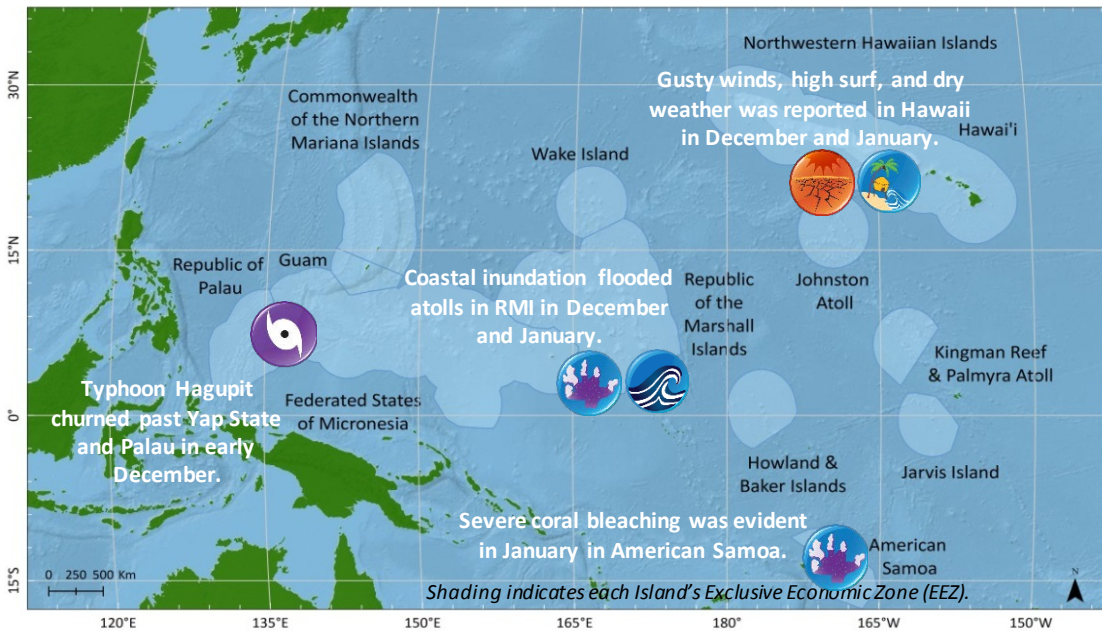 Northwestern Hawaiian Islands
Gusty winds, high surf, and dry
weather was reported in Hawaii
in December and January.
Hawai'i
Commonwealth
of the Northern
Mariana Islands
Wake Island
Republic of
Palau
Guam
Coastal inundation flooded
atolls in RMI in December
and January.
Republic
of the
Marshall
Islands
Johnston
Atoll
Kingman Reef
& Palmyra Atoll
Typhoon Hagupit
churned past Yap State
and Palau in early
December.
Federated States
of Micronesia
Howland &
Baker Islands
Jarvis Island
Severe coral bleaching was evident
in January in American Samoa.
American
Samoa
Shading indicates each Island's Exclusive Economic Zone (EEZ).
0 250 500 Km
N
30°N
15°N
0°
15°S
120°E 135°E 150°E 165°E 180° 165°W 150°W